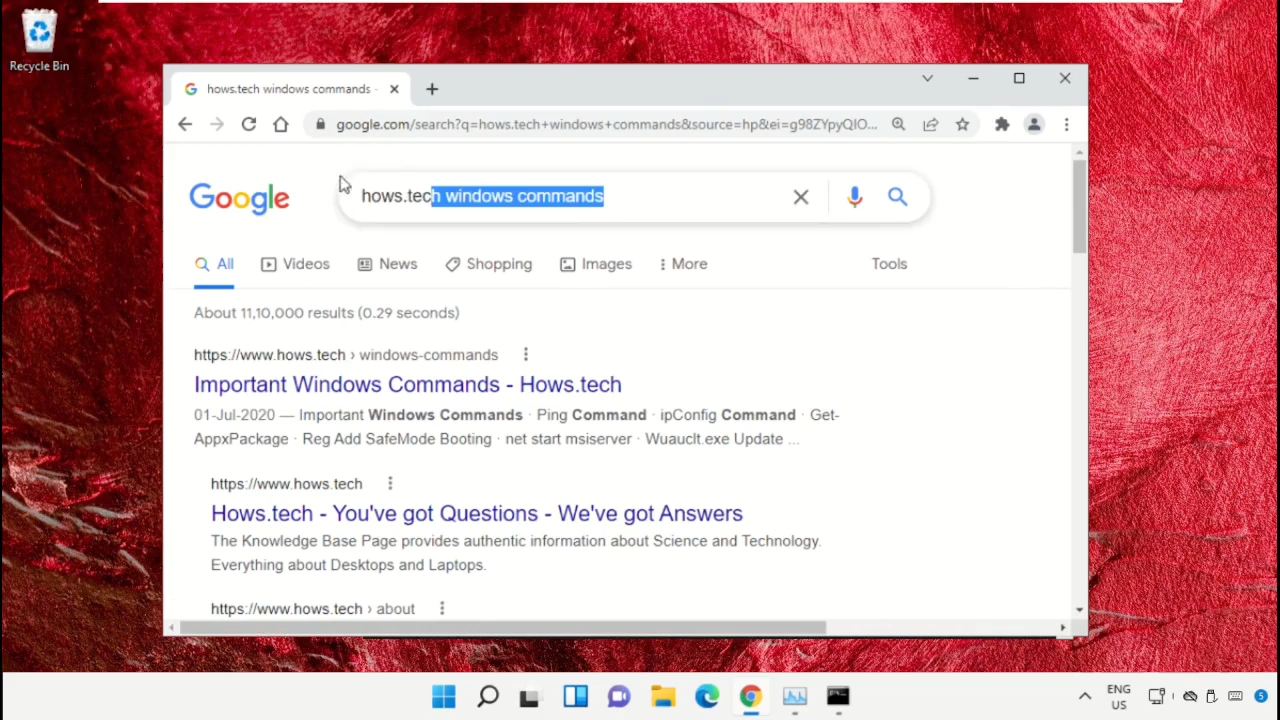 Recycle Bin
hows.tech windows commands -
google.com/search?q=hows.tech+windows+commands&source=hp&ei=g98ZYpyQIO...
Google
hows.tech windows commands
All
Videos
News
Shopping
Images
More
Tools
About 11,10,000 results (0.29 seconds)
https://www.hows.tech › windows-commands
Important Windows Commands - Hows.tech
01-Jul-2020 — Important Windows Commands · Ping Command · ipConfig Command · Get-
AppxPackage · Reg Add SafeMode Booting · net start msiserver · Wuauclt.exe Update ...
https://www.hows.tech
Hows.tech - You've got Questions - We've got Answers
The Knowledge Base Page provides authentic information about Science and Technology.
Everything about Desktops and Laptops.
https://www.hows.tech › about
ENG
US
5